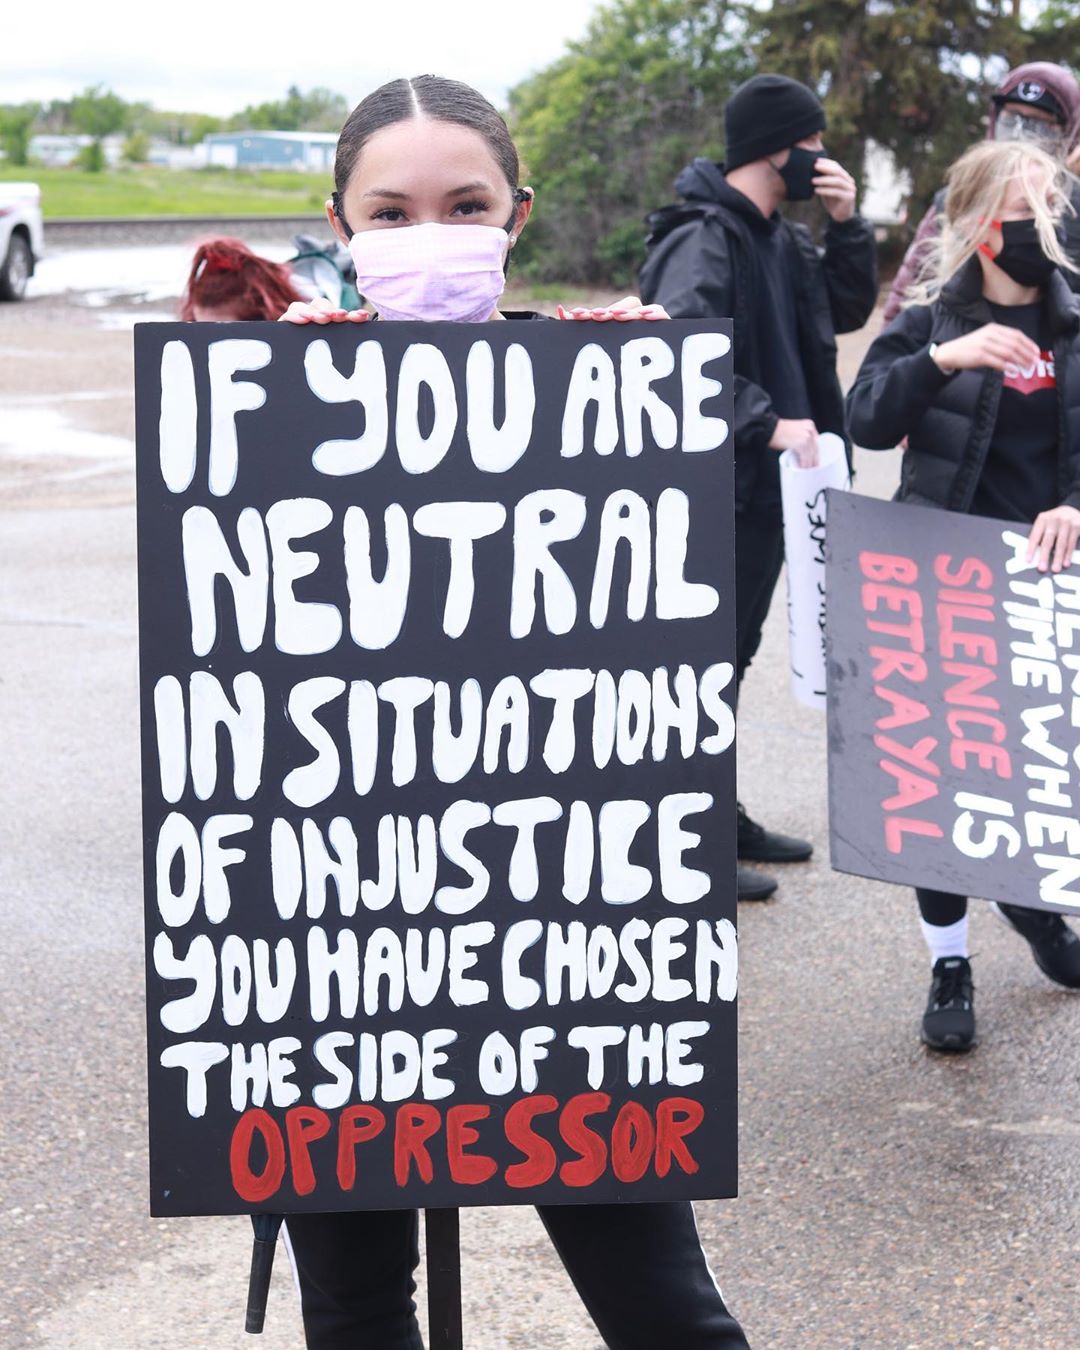 IF YOU ARE
NEUTRAL
IN SITUATIONS
OF INJUSTICE
YOU HAVE CHOSEN
THE SIDE OF THE
OPPRESSOR
A TIME WHEN
SILENCE IS
BETRAYAL